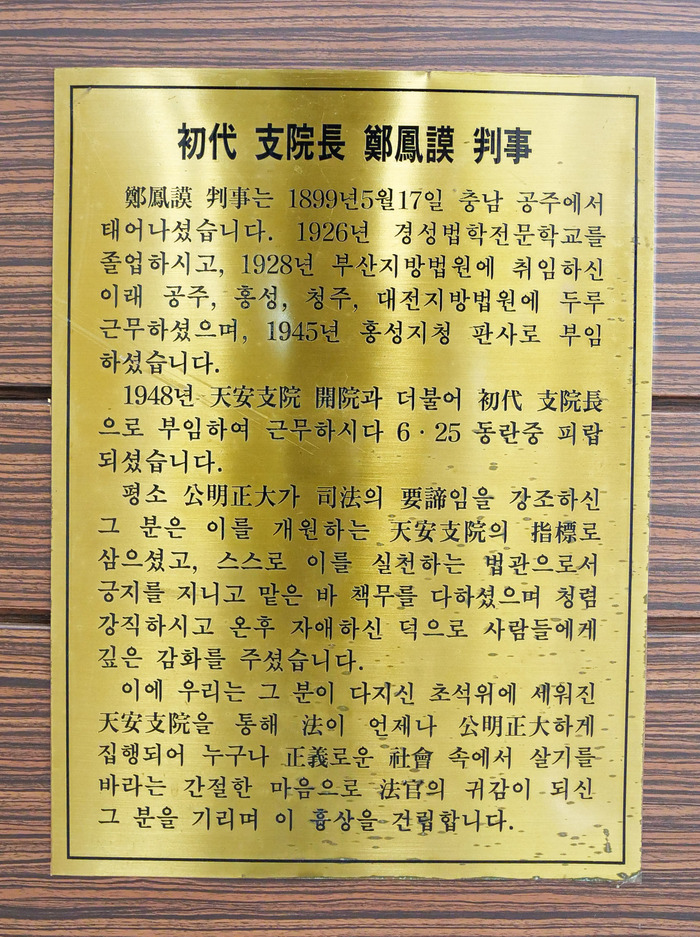 初代 支院長 鄭鳳謨 判事
鄭鳳謨 判事는 1899년5월17일 충남 공주에서
태어나셨습니다. 1926년 경성법학전문학교를
졸업하시고, 1928년 부산지방법원에 취임하신
이래 공주, 홍성, 청주, 대전지방법원에 두루
근무하셨으며, 1945년 홍성지청 판사로 부임
하셨습니다.
1948년 天安支院 開院과 더불어 初代 支院長
으로 부임하여 근무하시다 6·25 동란중 피랍
되셨습니다.
평소 公明正大가 司法의 要諦임을 강조하신
그 분은 이를 개원하는 天安支院의 指標로
삼으셨고, 스스로 이를 실천하는 법관으로서
긍지를 지니고 맡은 바 책무를 다하셨으며 청렴
강직하시고 온후 자애하신 덕으로 사람들에게
깊은 감화를 주셨습니다.
이에 우리는 그 분이 다지신 초석위에 세워진
天安支院을 통해 法이 언제나 公明正大하게
집행되어 누구나 正義로운 社會 속에서 살기를
바라는 간절한 마음으로 法官의 귀감이 되신
그 분을 기리며 이 흉상을 건립합니다.